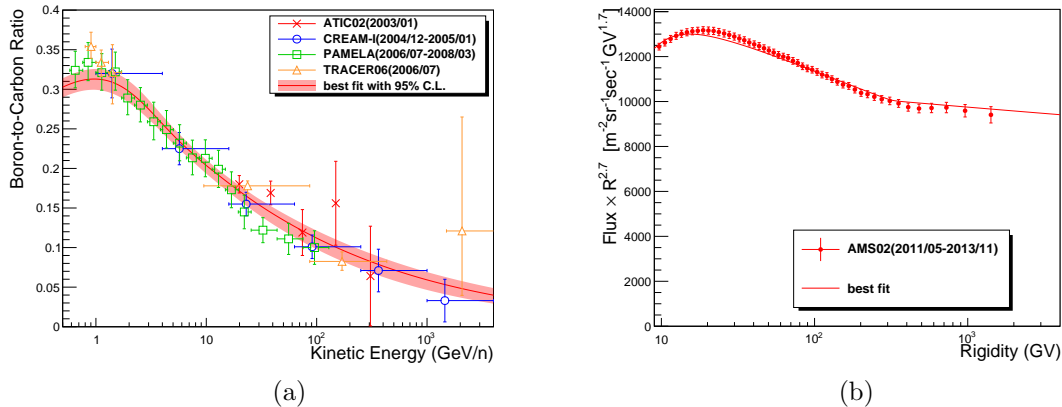 Boron-to-Carbon Ratio
0.4
0.35
0.3
0.25
0.2
0.15
0.1
0.05
0
ATIC02(2003/01)
CREAM-I(2004/12-2005/01)
PAMELA(2006/07-2008/03)
TRACER06(2006/07)
best fit with 95% C.L.
1 10 10² 10³
Kinetic Energy (GeV/n)
(a)
Flux × R^2.7 [m^-2sr^-1sec^-1GV^1.7]
14000
12000
10000
8000
6000
4000
2000
0
AMS02(2011/05-2013/11)
best fit
10 10² 10³
Rigidity (GV)
(b)